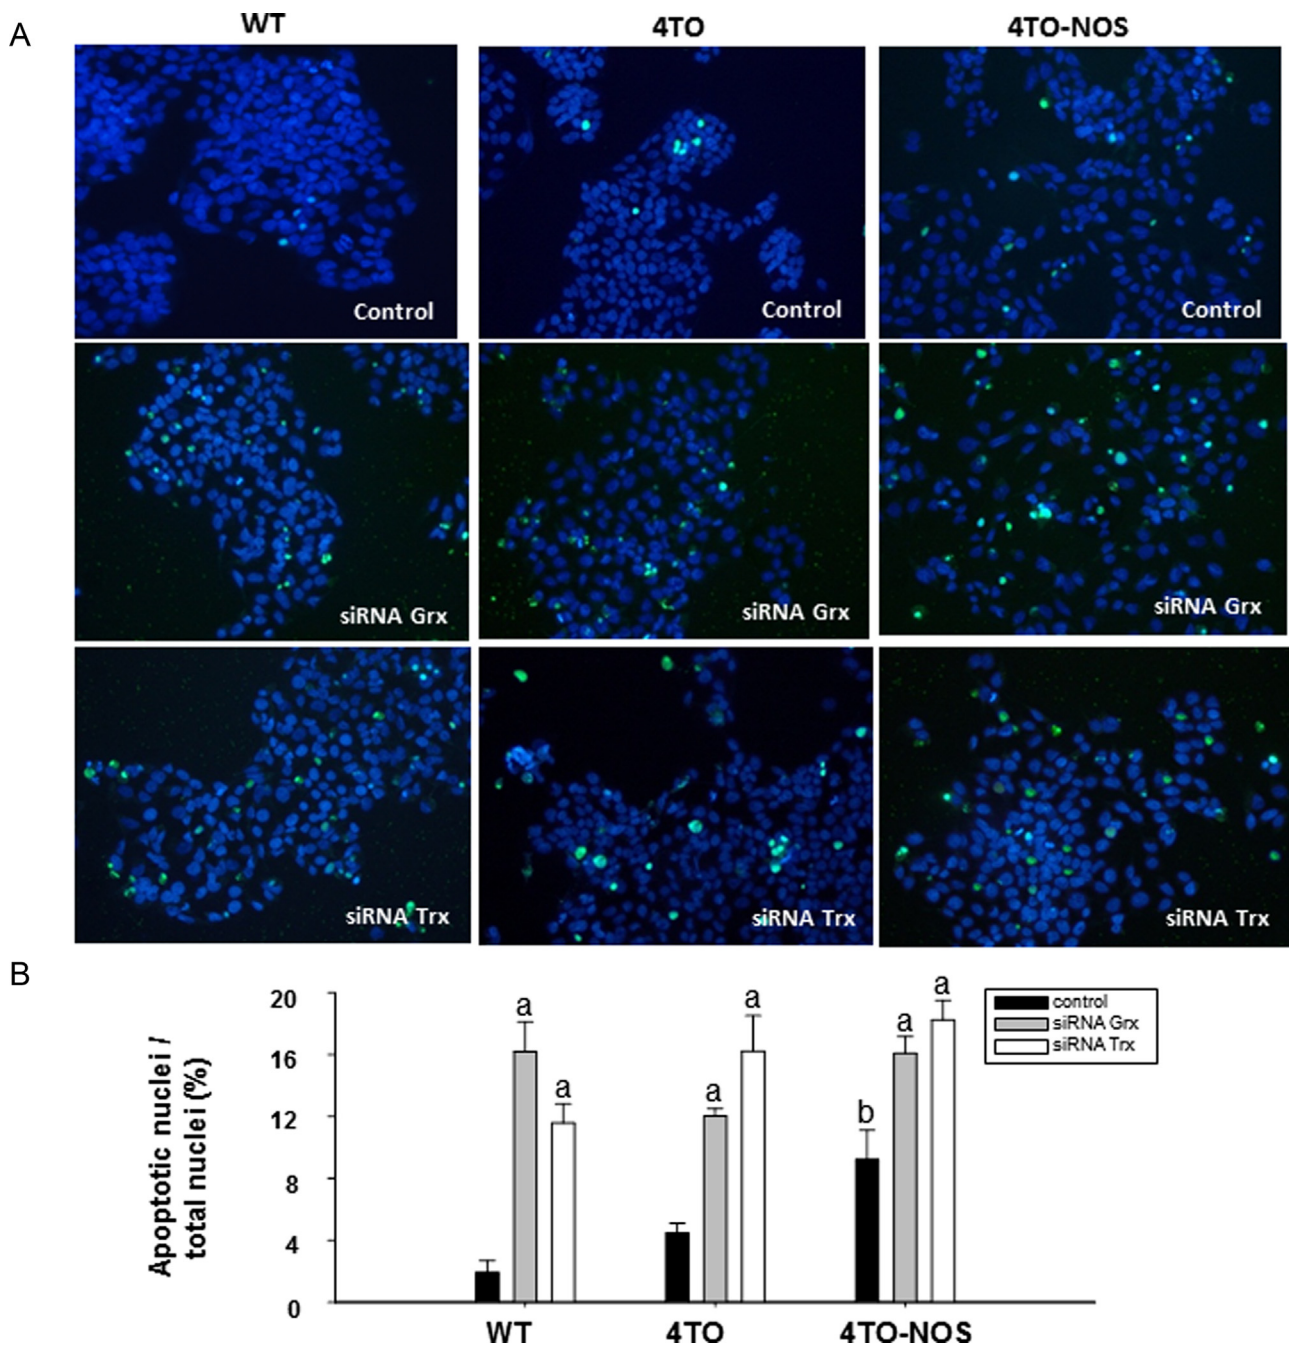 A
WT
4TO
4TO-NOS
Control
Control
Control
siRNA Grx
siRNA Grx
siRNA Grx
siRNA Trx
siRNA Trx
siRNA Trx
B
Apoptotic nuclei /
total nuclei (%)
20
16
12
8
4
0
a
a
a
a
b
a
a
control
siRNA Grx
siRNA Trx
WT
4TO
4TO-NOS